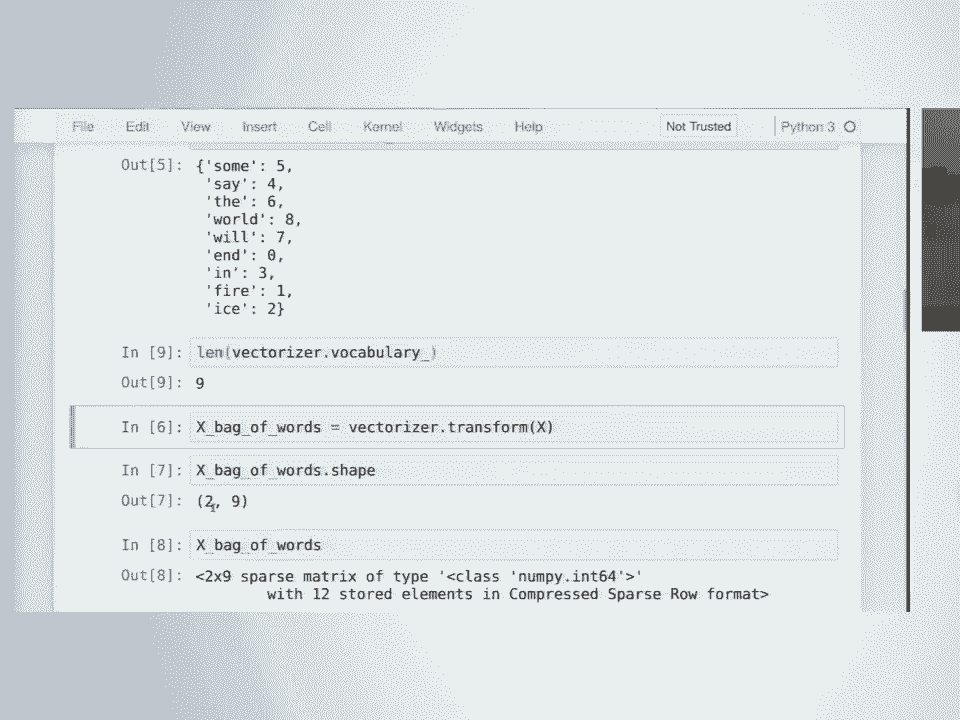 File Edit View Insert Cell Kernel Widgets Help Not Trusted Python 3
Out[5]: {'some': 5,
'say': 4,
'the': 6,
'world': 8,
'will': 7,
'end': 0,
'in': 3,
'fire': 1,
'ice': 2}
In [9]: len(vectorizer.vocabulary_)
Out[9]: 9
In [6]: X_bag_of_words = vectorizer.transform(X)
In [7]: X_bag_of_words.shape
Out[7]: (2, 9)
In [8]: X_bag_of_words
Out[8]: <2x9 sparse matrix of type '<class 'numpy.int64'>'
with 12 stored elements in Compressed Sparse Row format>